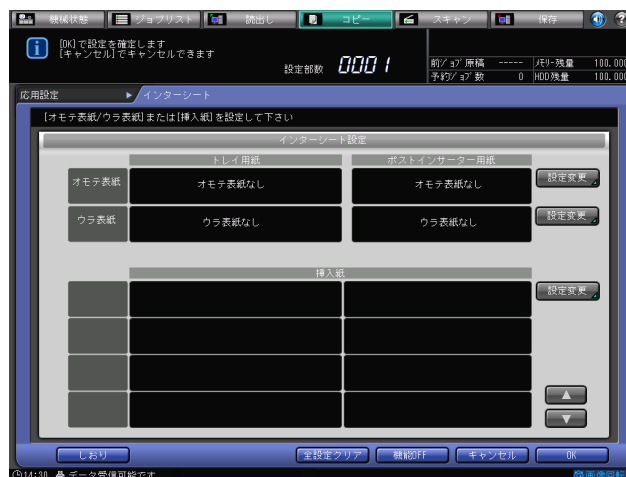 機械状態 ジョブリスト 読出し コピー スキャン 保存
[OK]で設定を確定します
[キャンセル]でキャンセルできます
設定部数 0001
前ジョブ原稿 ----- メモリー残量 100.000
予約ジョブ数 0 HDD残量 100.000
応用設定 インターシート
[オモテ表紙/ウラ表紙]または[挿入紙]を設定して下さい
インターシート設定
トレイ用紙 ポストインサーター用紙
オモテ表紙 オモテ表紙なし オモテ表紙なし 設定変更
ウラ表紙 ウラ表紙なし ウラ表紙なし 設定変更
挿入紙
設定変更
しおり 全設定クリア 機能OFF キャンセル OK
14:30 データ受信可能です 画像回転